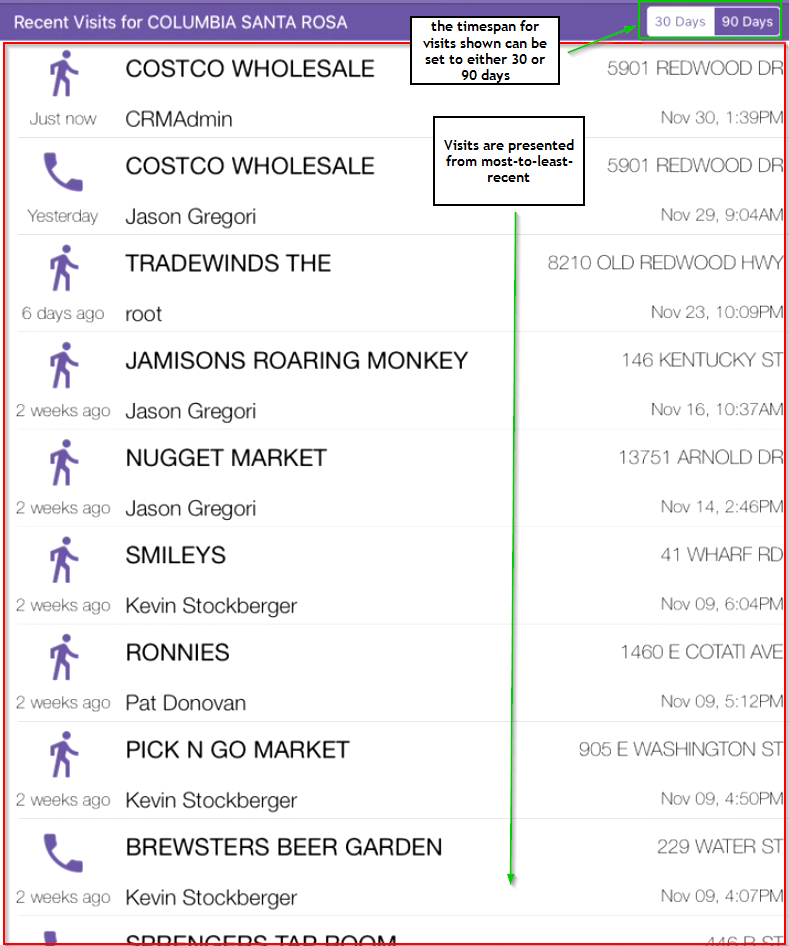 Recent Visits for COLUMBIA SANTA ROSA
30 Days 90 Days
the timespan for
visits shown can be
set to either 30 or
90 days
COSTCO WHOLESALE 5901 REDWOOD DR
Just now CRMAdmin Nov 30, 1:39PM
Visits are presented
from most-to-least-
recent
COSTCO WHOLESALE 5901 REDWOOD DR
Yesterday Jason Gregori Nov 29, 9:04AM
TRADEWINDS THE 8210 OLD REDWOOD HWY
6 days ago root Nov 23, 10:09PM
JAMISONS ROARING MONKEY 146 KENTUCKY ST
2 weeks ago Jason Gregori Nov 16, 10:37AM
NUGGET MARKET 13751 ARNOLD DR
2 weeks ago Jason Gregori Nov 14, 2:46PM
SMILEYS 41 WHARF RD
2 weeks ago Kevin Stockberger Nov 09, 6:04PM
RONNIES 1460 E COTATI AVE
2 weeks ago Pat Donovan Nov 09, 5:12PM
PICK N GO MARKET 905 E WASHINGTON ST
2 weeks ago Kevin Stockberger Nov 09, 4:50PM
BREWSTERS BEER GARDEN 229 WATER ST
2 weeks ago Kevin Stockberger Nov 09, 4:07PM
SPRENGERS TAP ROOM 446 B ST